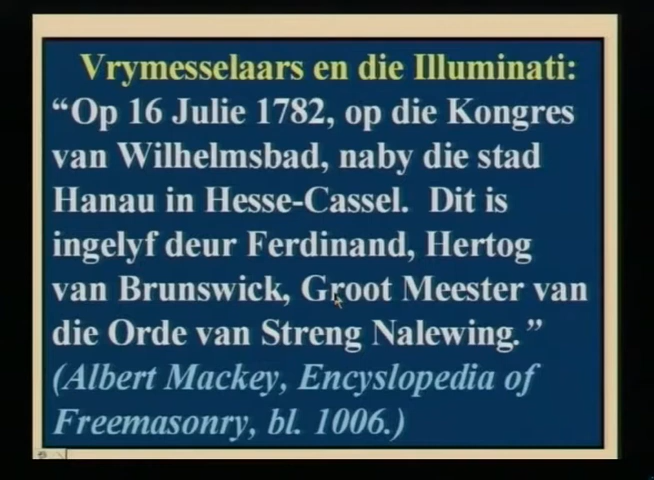 Vrymesselaars en die Illuminati:
“Op 16 Julie 1782, op die Kongres
van Wilhelmsbad, naby die stad
Hanau in Hesse-Cassel. Dit is
ingelyf deur Ferdinand, Hertog
van Brunswick, Groot Meester van
die Orde van Streng Nalewing.”
(Albert Mackey, Encyslopedia of
Freemasonry, bl. 1006.)